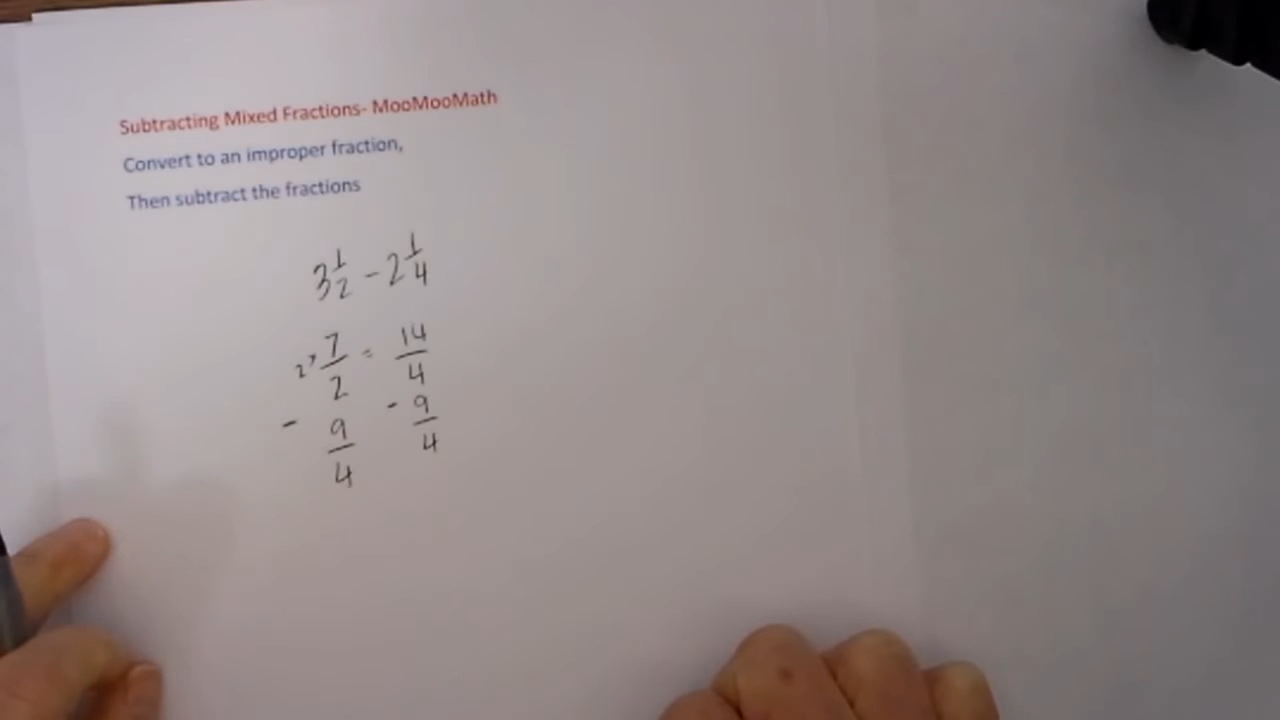 Subtracting Mixed Fractions- MooMooMath
Convert to an improper fraction,
Then subtract the fractions
3 1/2 - 2 1/4
2× 7/2 = 14/4
- 9/4 - 9/4